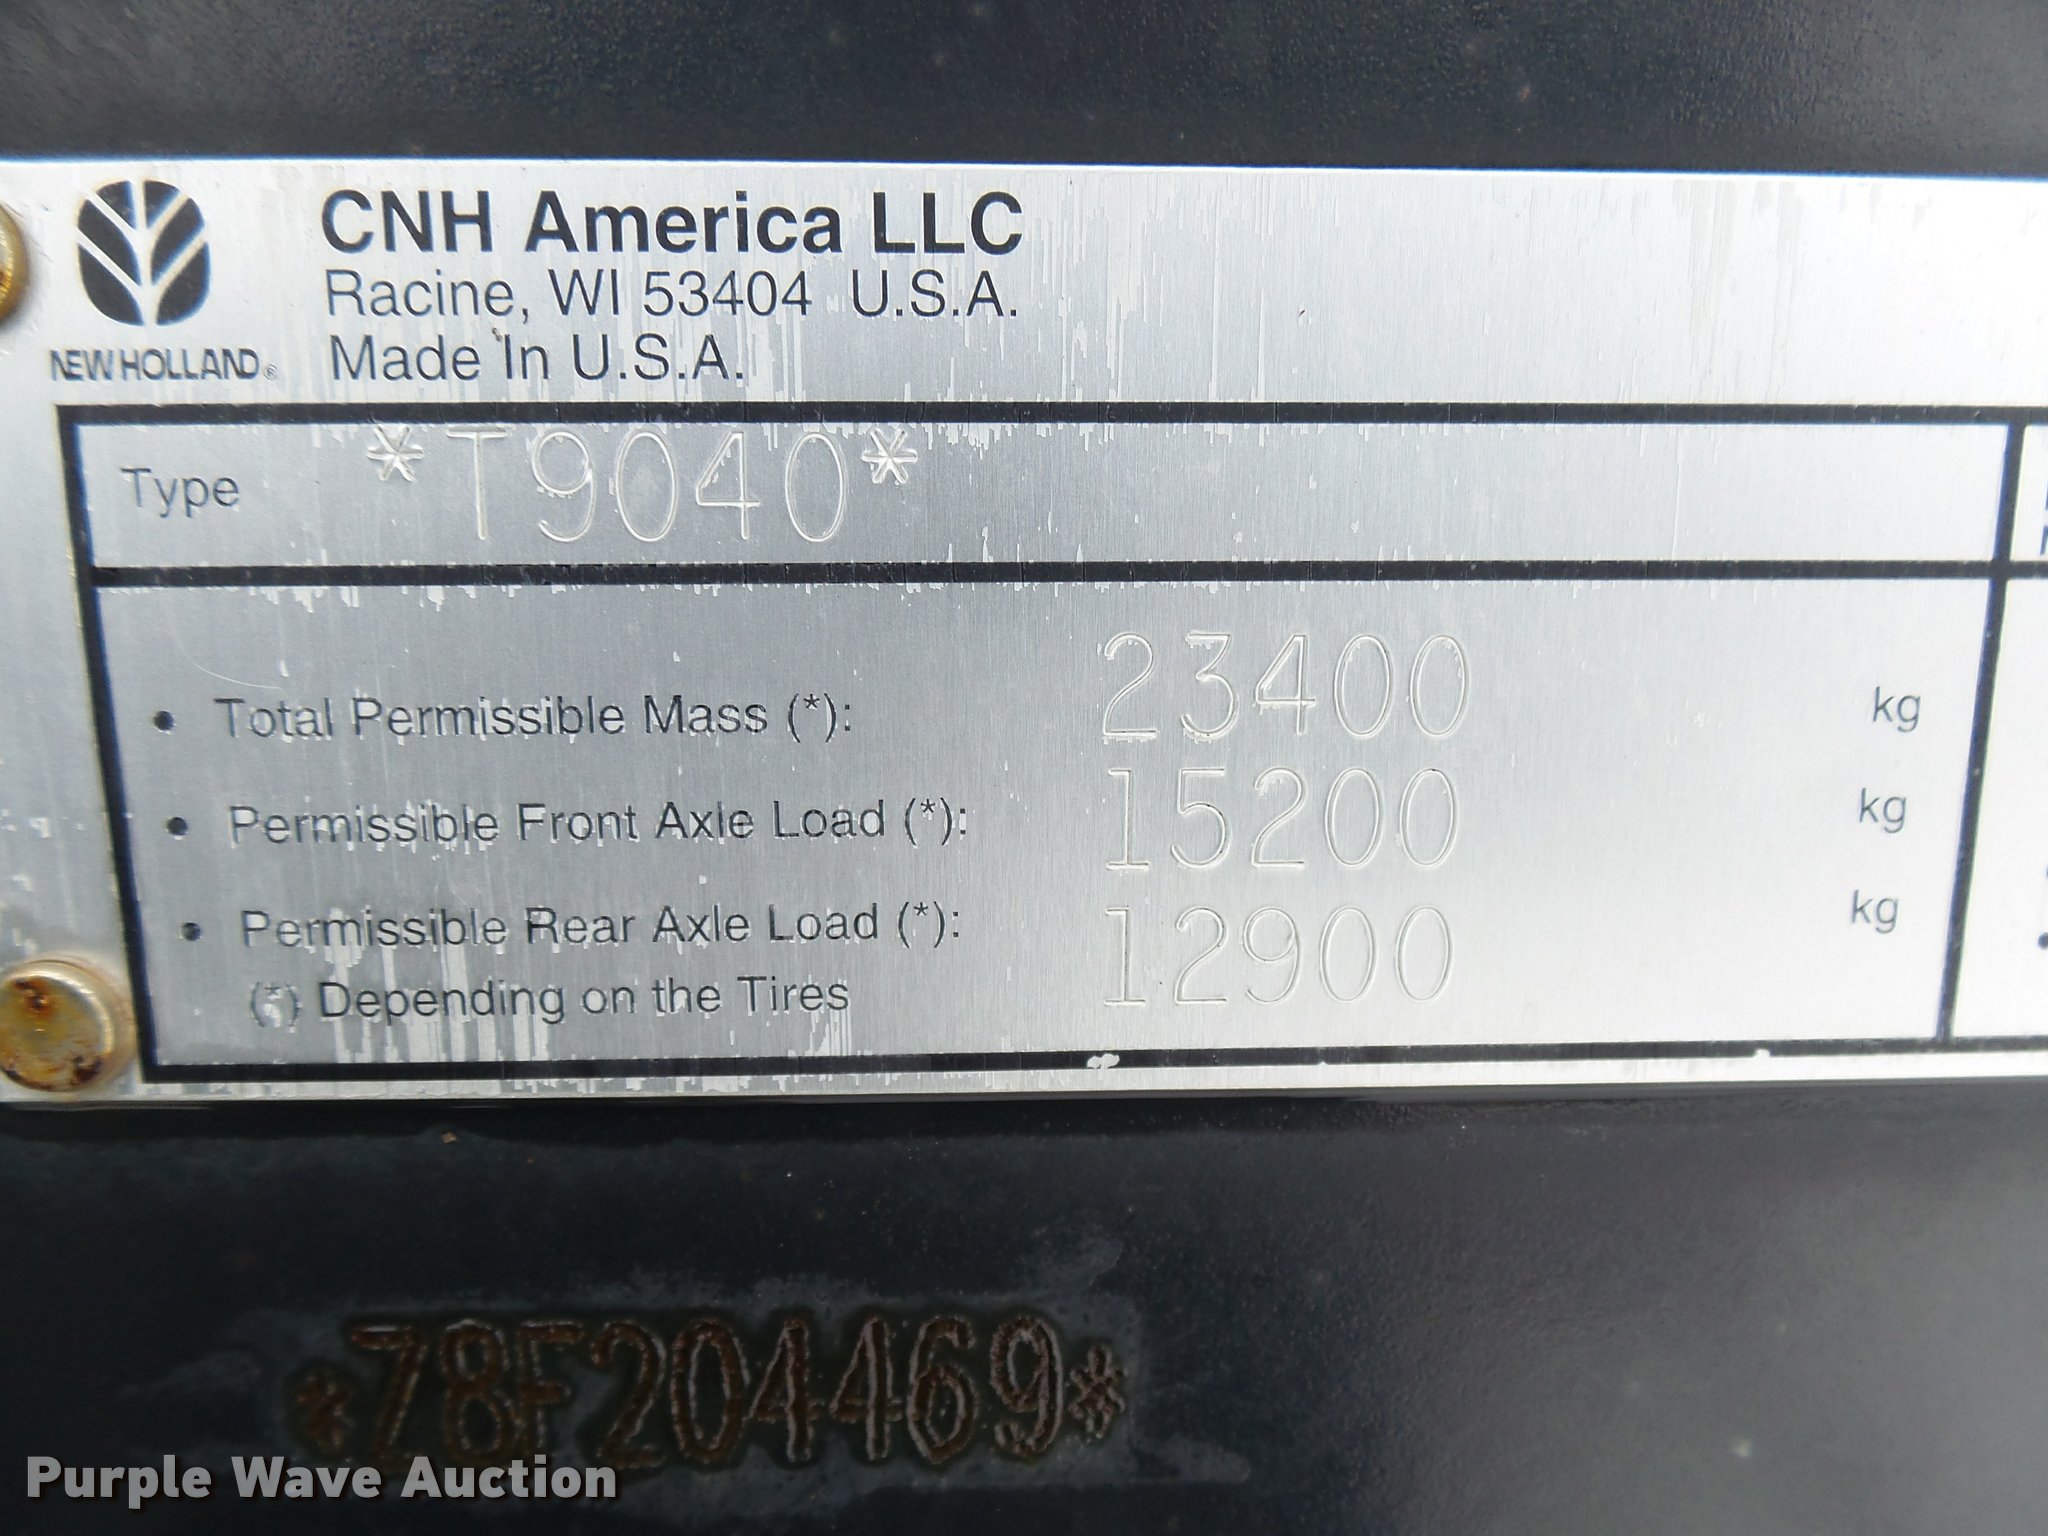 CNH America LLC
Racine, WI 53404 U.S.A.
Made In U.S.A.
NEW HOLLAND®
Type *T9040*
• Total Permissible Mass (*): 23400 kg
• Permissible Front Axle Load (*): 15200 kg
• Permissible Rear Axle Load (*): 12900 kg
(*) Depending on the Tires
*Z8F204469*
Purple Wave Auction